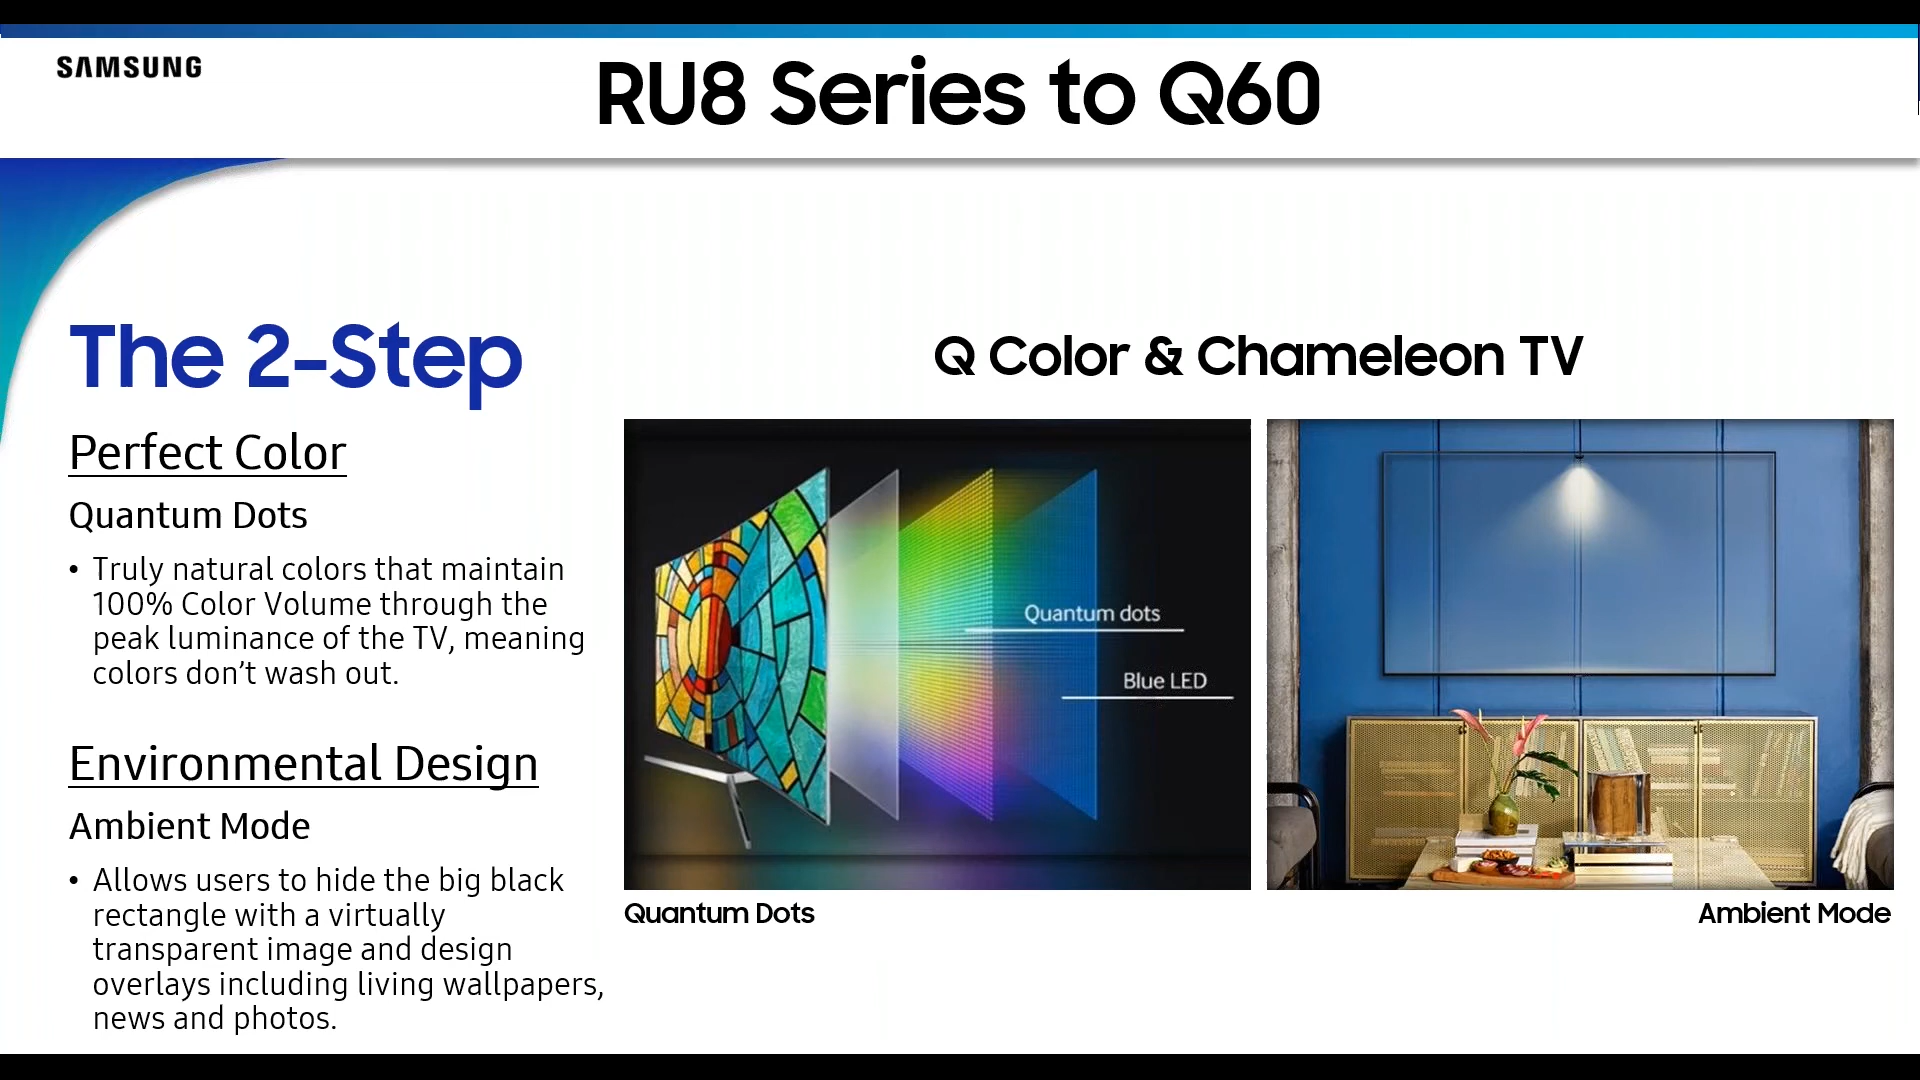 SAMSUNG
RU8 Series to Q60
The 2-Step
Perfect Color
Quantum Dots
• Truly natural colors that maintain
100% Color Volume through the
peak luminance of the TV, meaning
colors don’t wash out.
Environmental Design
Ambient Mode
• Allows users to hide the big black
rectangle with a virtually
transparent image and design
overlays including living wallpapers,
news and photos.
Q Color & Chameleon TV
Quantum dots
Blue LED
Quantum Dots
Ambient Mode